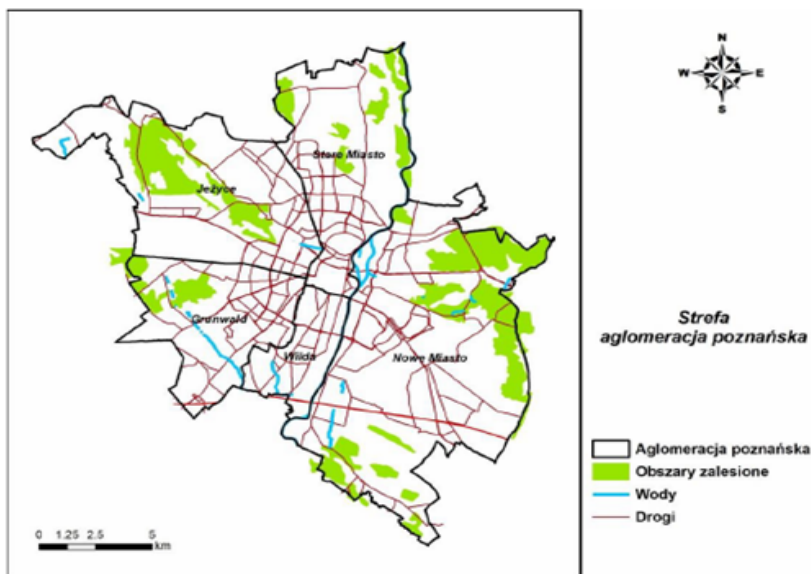 N
W E
S
Stare Miasto
Jeżyce
Grunwald
Wilda
Nowe Miasto
Strefa
aglomeracja poznańska
Aglomeracja poznańska
Obszary zalesione
Wody
Drogi
0 1.25 2.5 5
km